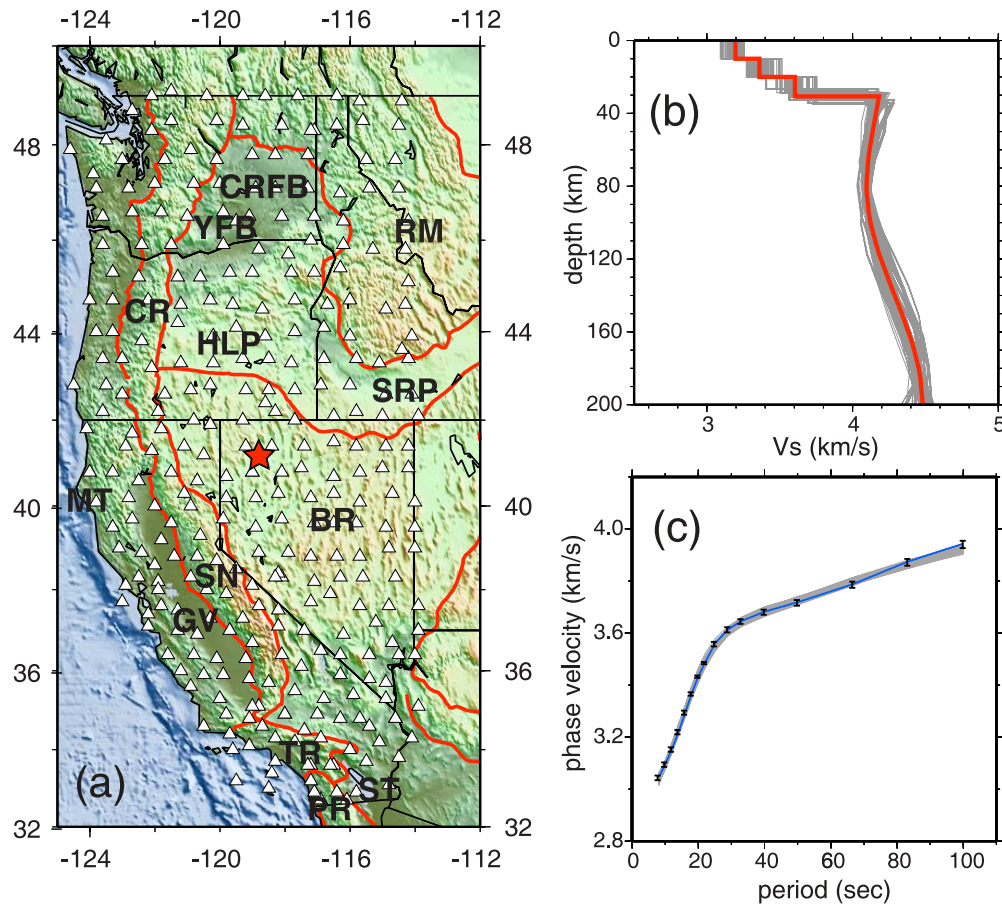 -124 -120 -116 -112
48 48
44 44
40 40
36 36
32 32
-124 -120 -116 -112
CRFB
YFB
RM
CR
HLP
SRP
MT
BR
SN
GV
TR
ST
PR
(a)
0
40
80
120
160
200
depth (km)
(b)
3 4 5
Vs (km/s)
4.0
3.6
3.2
2.8
phase velocity (km/s)
(c)
0 20 40 60 80 100
period (sec)